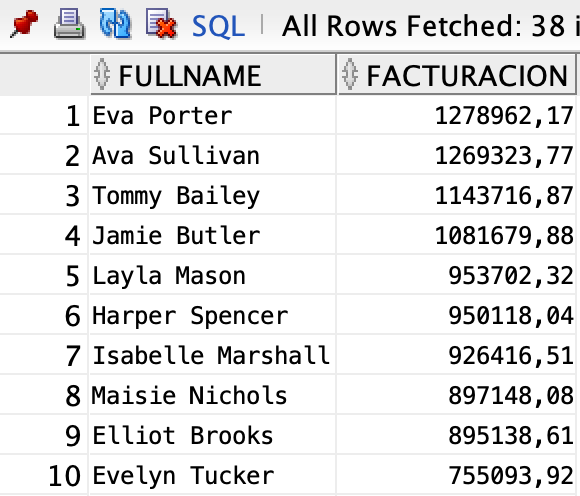 SQL | All Rows Fetched: 38 i
FULLNAME FACTURACION
1 Eva Porter 1278962,17
2 Ava Sullivan 1269323,77
3 Tommy Bailey 1143716,87
4 Jamie Butler 1081679,88
5 Layla Mason 953702,32
6 Harper Spencer 950118,04
7 Isabelle Marshall 926416,51
8 Maisie Nichols 897148,08
9 Elliot Brooks 895138,61
10 Evelyn Tucker 755093,92